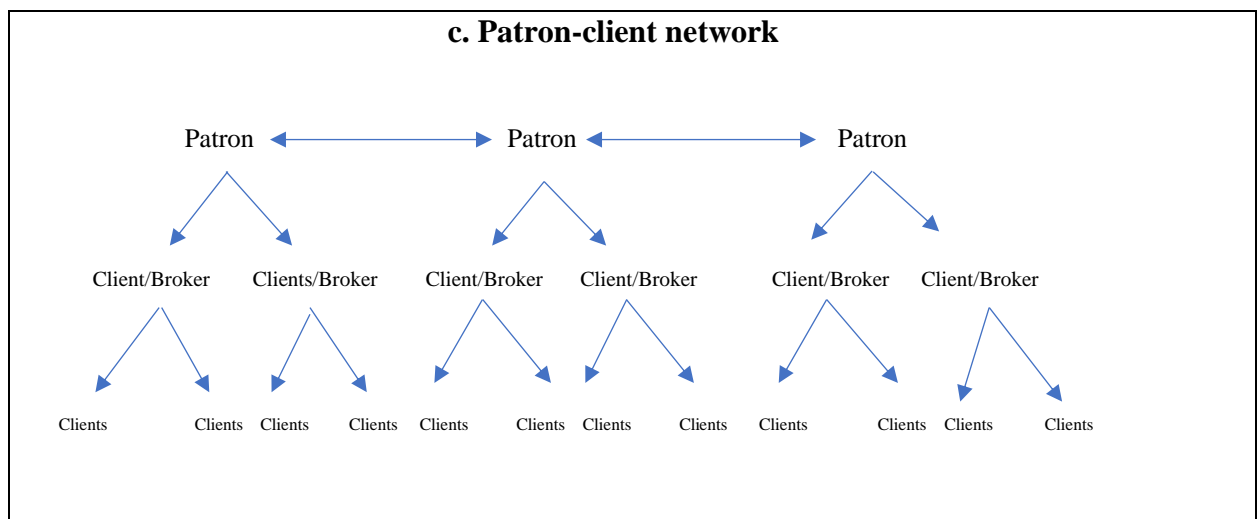 c. Patron-client network
Patron Patron Patron
Client/Broker Clients/Broker Client/Broker Client/Broker Client/Broker Client/Broker
Clients Clients Clients Clients Clients Clients Clients Clients Clients Clients Clients Clients